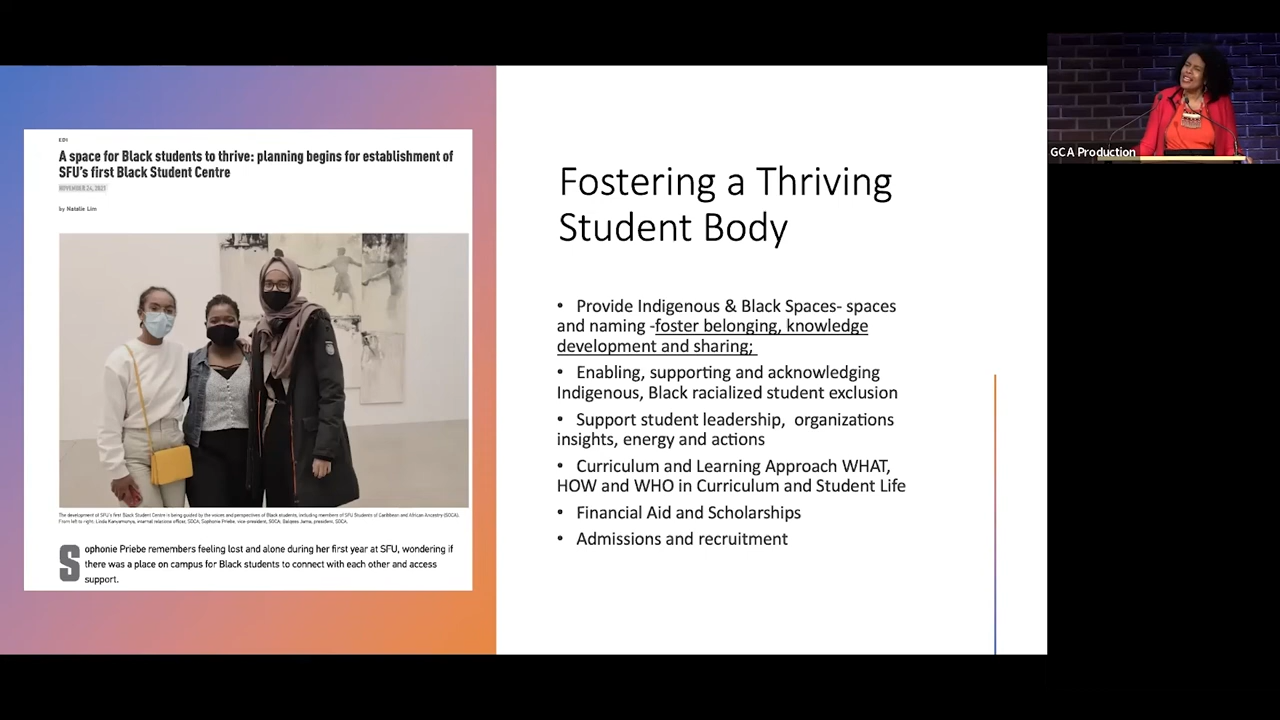 EDI
A space for Black students to thrive: planning begins for establishment of
SFU's first Black Student Centre
NOVEMBER 24, 2021
by Natalie Lim
The development of SFU's first Black Student Centre is being guided by the voices and perspectives of Black students, including members of SFU Students of Caribbean and African Ancestry (SOCA).
From left to right: Linda Kanyamunya, internal relations officer, SOCA, Sophonie Priebe, vice-president, SOCA, Balqees Jama, president, SOCA.
Sophonie Priebe remembers feeling lost and alone during her first year at SFU, wondering if
there was a place on campus for Black students to connect with each other and access
support.
Fostering a Thriving
Student Body
• Provide Indigenous & Black Spaces- spaces
and naming -foster belonging, knowledge
development and sharing;
• Enabling, supporting and acknowledging
Indigenous, Black racialized student exclusion
• Support student leadership, organizations
insights, energy and actions
• Curriculum and Learning Approach WHAT,
HOW and WHO in Curriculum and Student Life
• Financial Aid and Scholarships
• Admissions and recruitment
GCA Production